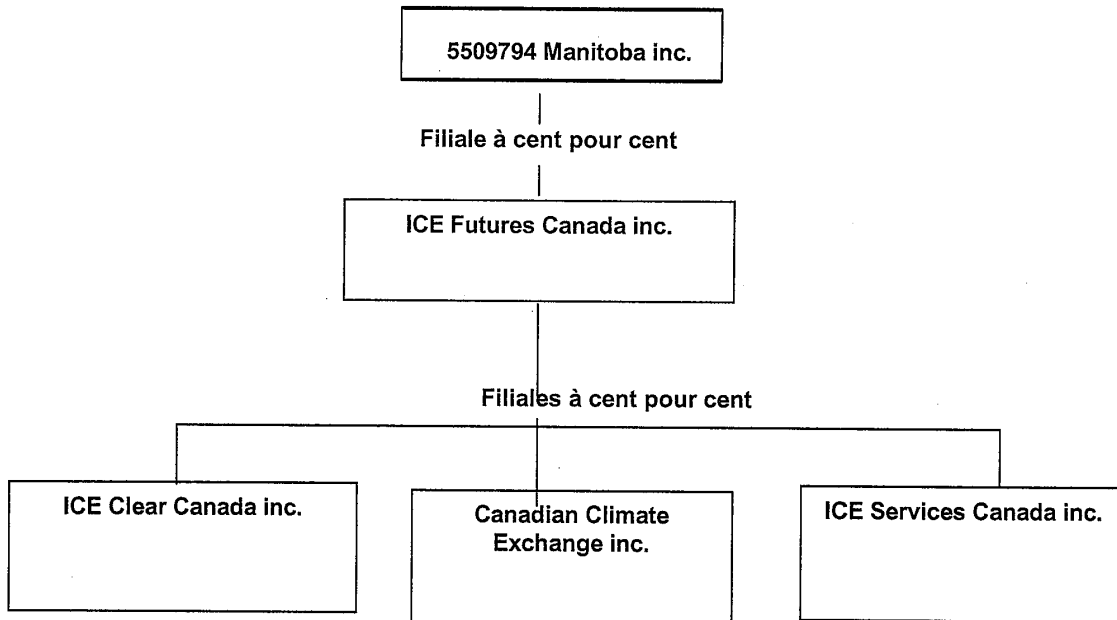 5509794 Manitoba inc.
Filiale à cent pour cent
ICE Futures Canada inc.
Filiales à cent pour cent
ICE Clear Canada inc.
Canadian Climate
Exchange inc.
ICE Services Canada inc.